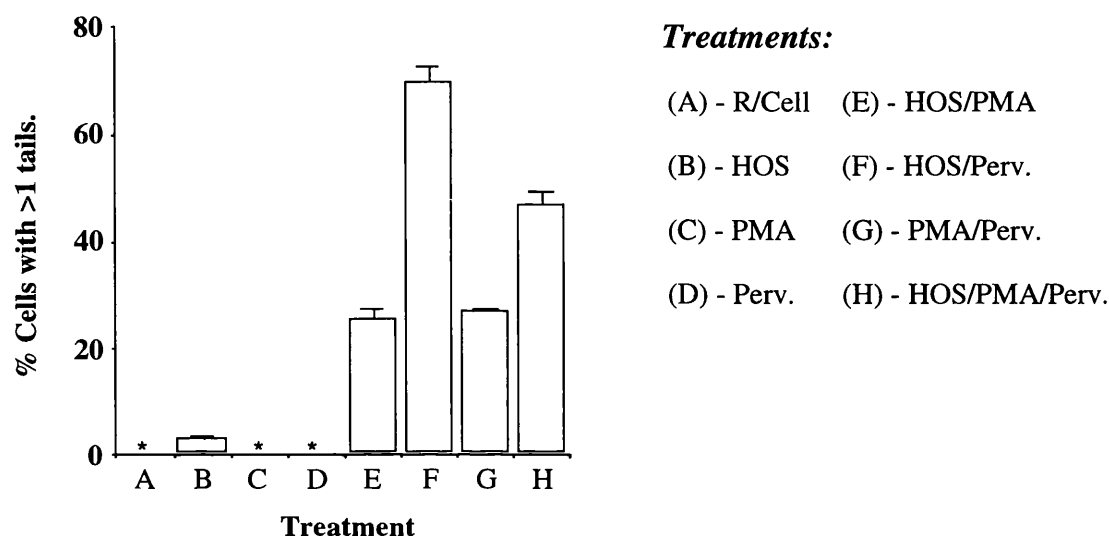 80
60
40
20
0
% Cells with >1 tails.
* * *
A B C D E F G H
Treatment
Treatments:
(A) - R/Cell (E) - HOS/PMA
(B) - HOS (F) - HOS/Perv.
(C) - PMA (G) - PMA/Perv.
(D) - Perv. (H) - HOS/PMA/Perv.